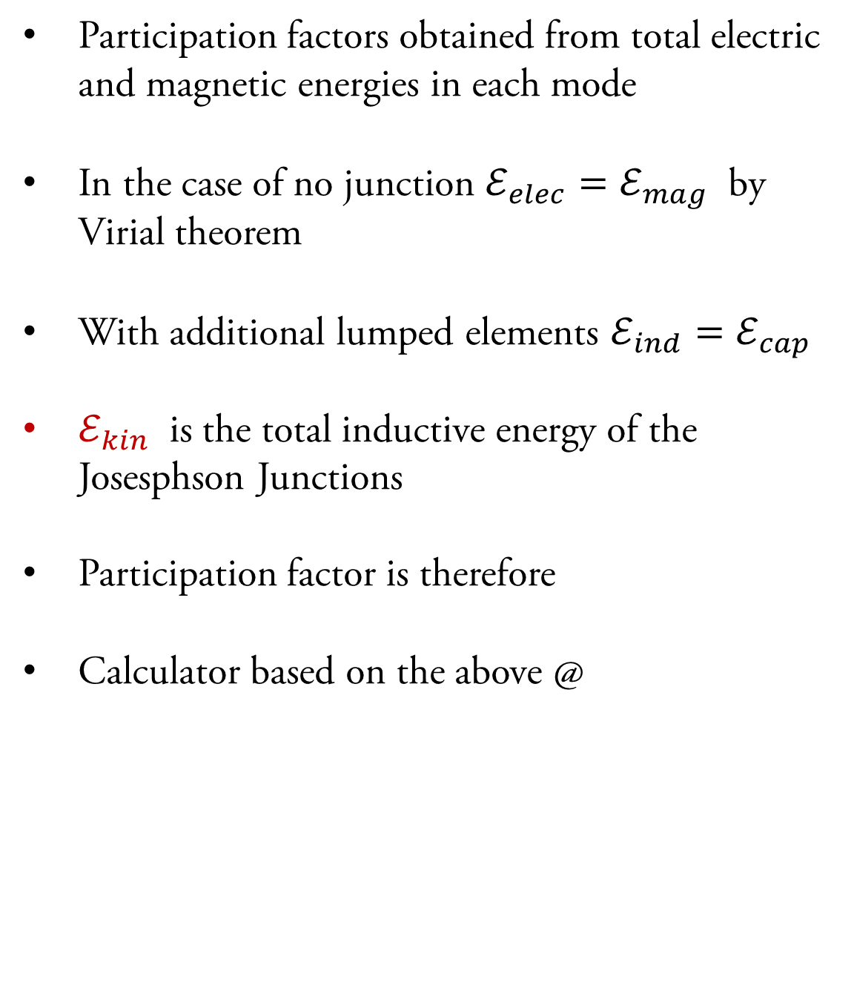 • Participation factors obtained from total electric
and magnetic energies in each mode
• In the case of no junction ℰ_elec = ℰ_mag by
Virial theorem
• With additional lumped elements ℰ_ind = ℰ_cap
• ℰ_kin is the total inductive energy of the
Josesphson Junctions
• Participation factor is therefore
• Calculator based on the above @